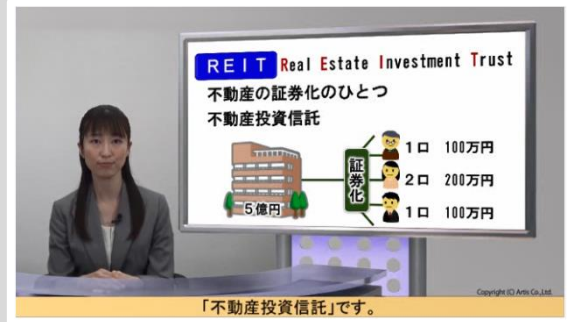 REIT Real Estate Investment Trust
不動産の証券化のひとつ
不動産投資信託
証券化
5億円
1口 100万円
2口 200万円
1口 100万円
Copyright (C) Artis Co.,Ltd.
「不動産投資信託」です。